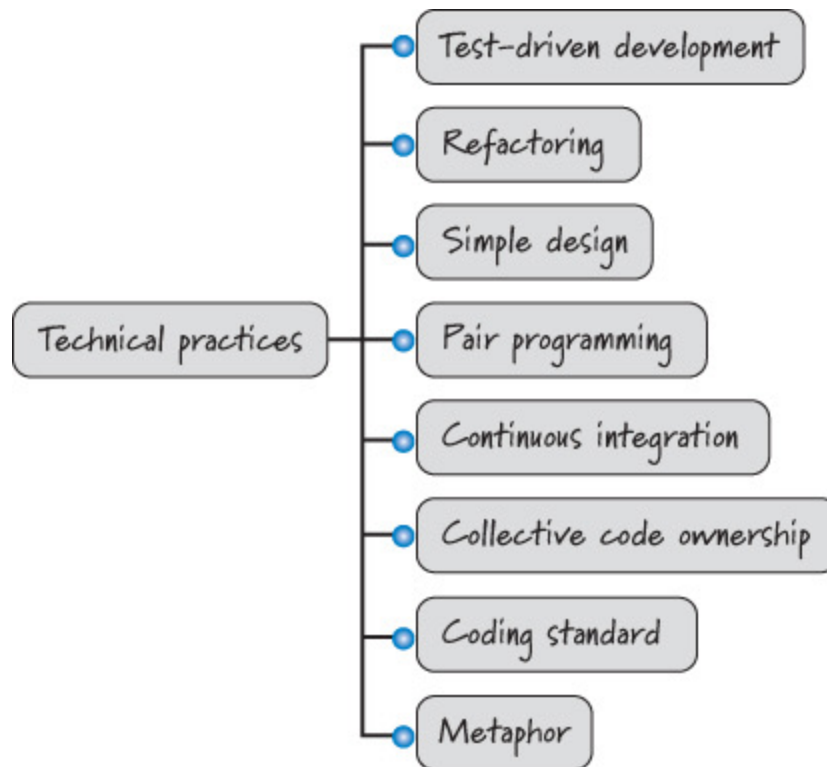 Test-driven development
Refactoring
Simple design
Technical practices
Pair programming
Continuous integration
Collective code ownership
Coding standard
Metaphor